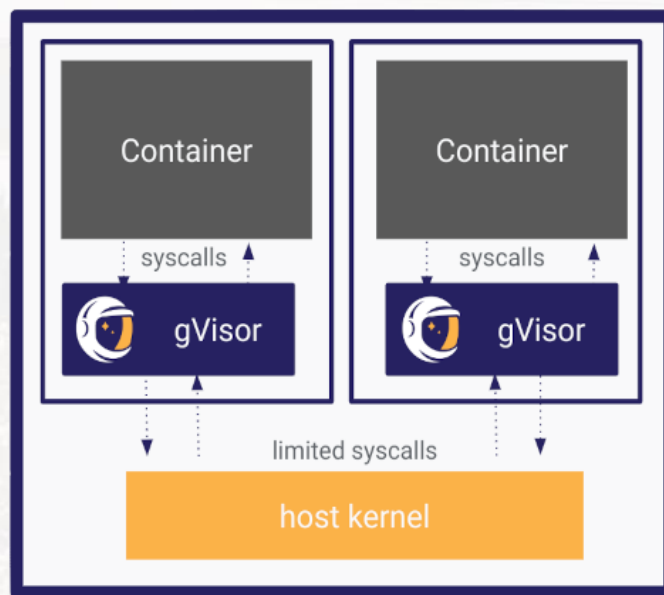 Container
Container
syscalls
syscalls
gVisor
gVisor
limited syscalls
host kernel